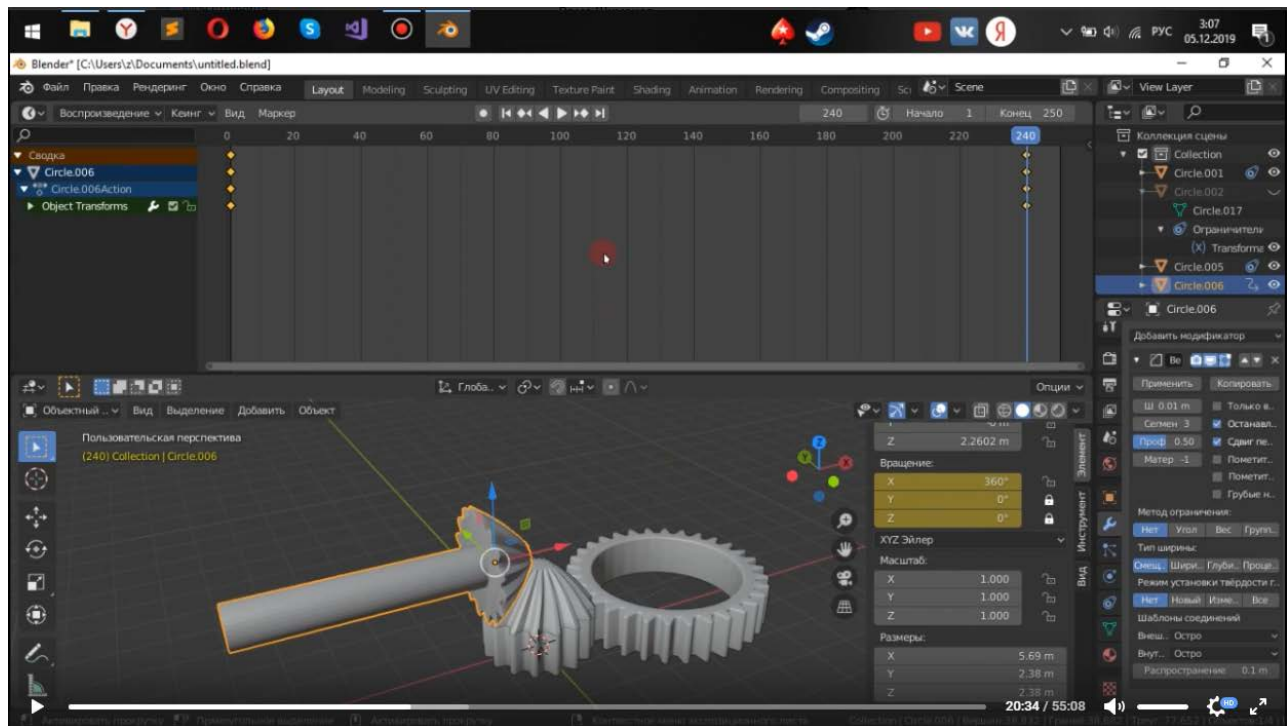 РУС
3:07
05.12.2019
Blender* [C:\Users\z\Documents\untitled.blend]
Файл Правка Рендеринг Окно Справка Layout Modeling Sculpting UV Editing Texture Paint Shading Animation Rendering Compositing Sci Scene View Layer
Воспроизведение Кеинг Вид Маркер 240 Начало 1 Конец 250
0 20 40 60 80 100 120 140 160 180 200 220 240
Сводка
Circle.006
Circle.006Action
Object Transforms
Коллекция сцены
Collection
Circle.001
Circle.002
Circle.017
Ограничители
(x) Transforma
Circle.005
Circle.006
Circle.006
Добавить модификатор
Be
Применить Копировать
Ш 0.01 m Только в..
Сегмен 3 Останавл..
Проф 0.50 Сдвиг пе..
Матер -1 Пометит..
Пометит..
Грубые н..
Метод ограничения:
Нет Угол Вес Групп..
Тип ширины:
Смещ.. Шири.. Глуби.. Проце..
Режим установки твёрдости г..
Нет Новый Изме.. Все
Шаблоны соединений
Внеш.. Остро
Внут.. Остро
Распространение 0.1 m
Глоба.. Опции
Объектный .. Вид Выделение Добавить Объект
Пользовательская перспектива
(240) Collection | Circle.006
Z 2.2602 m
Вращение:
X 360°
Y 0°
Z 0°
XYZ Эйлер
Масштаб:
X 1.000
Y 1.000
Z 1.000
Размеры:
X 5.69 m
Y 2.38 m
Z 2.38 m
Элемент
Инструмент
Вид
20:34 / 55:08
HD